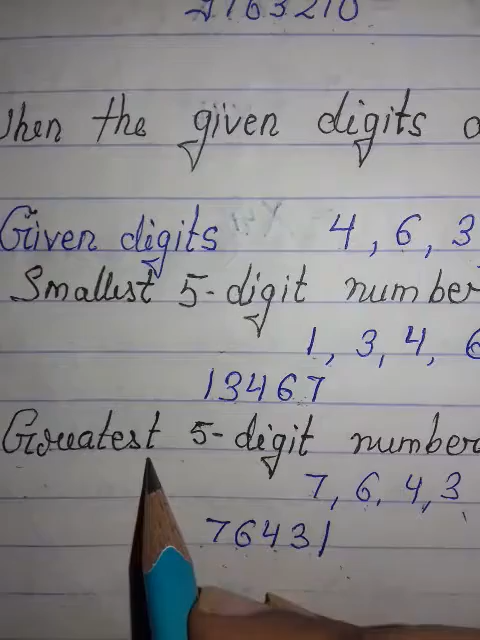 163210
When the given digits
Given digits 4, 6, 3
Smallest 5-digit number
1, 3, 4, 6
13467
Greatest 5-digit number
7, 6, 4, 3
76431